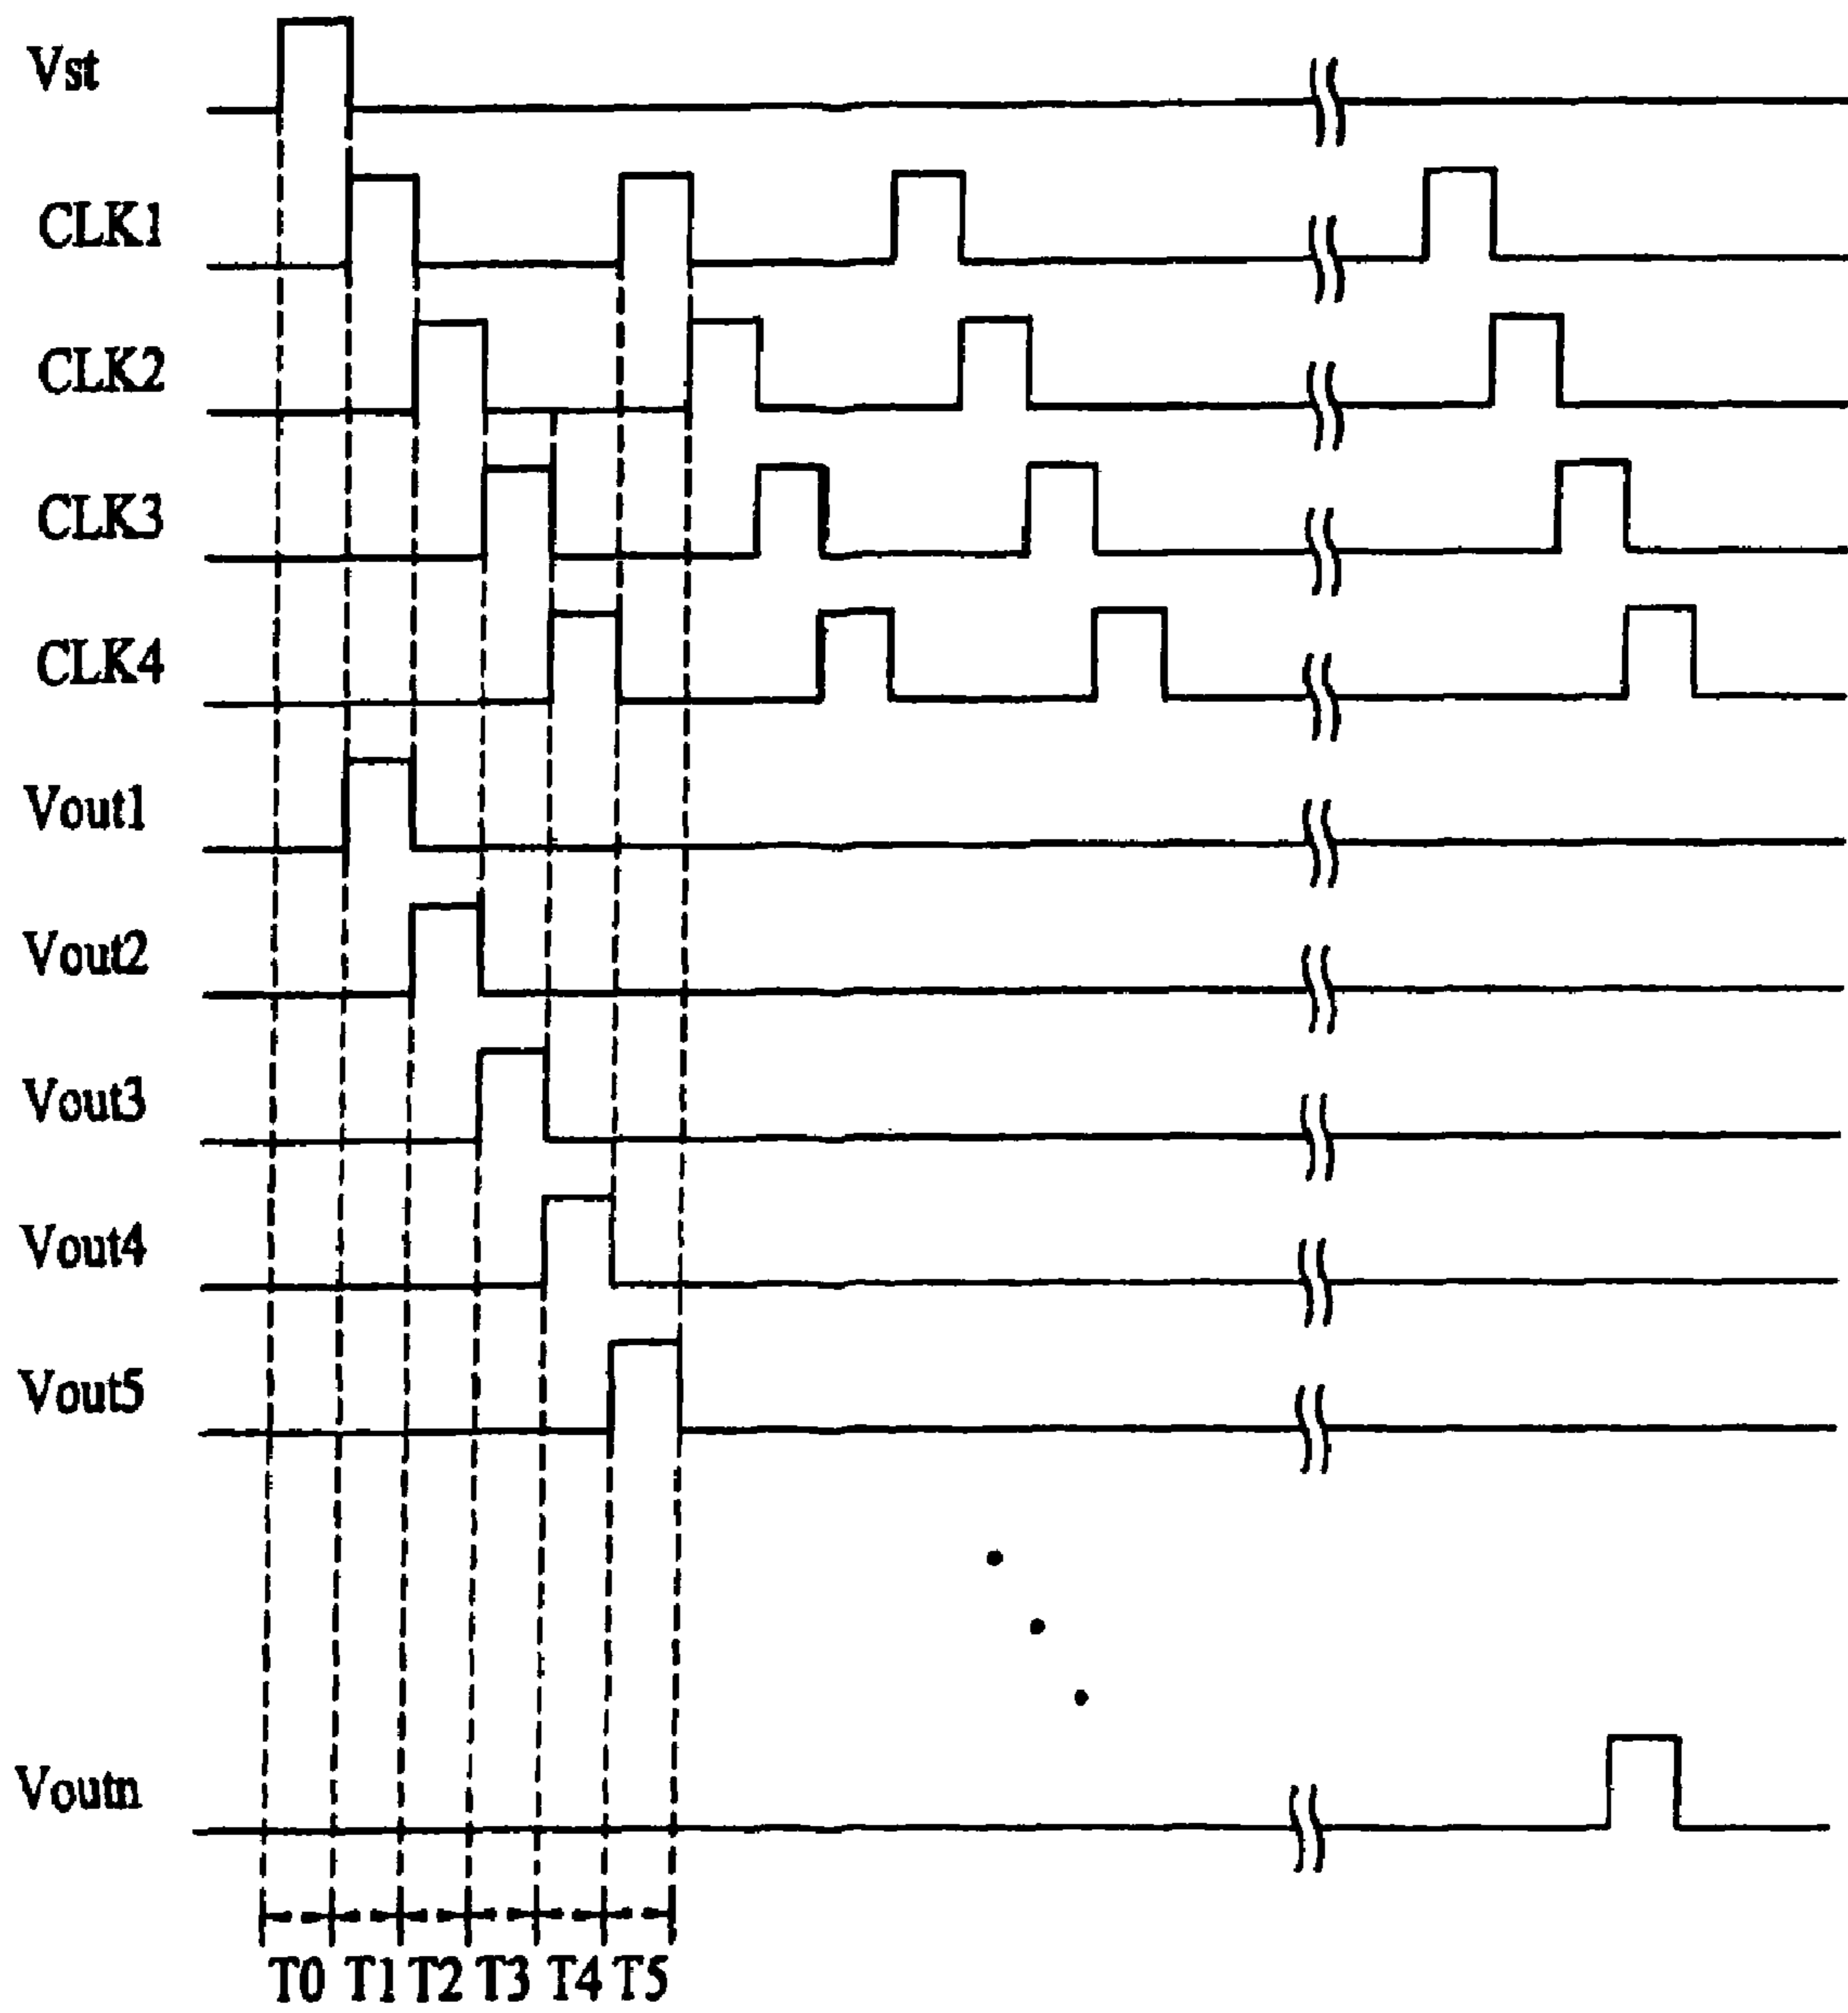 Vst
CLK1
CLK2
CLK3
CLK4
Vout1
Vout2
Vout3
Vout4
Vout5
Voutn
T0 T1 T2 T3 T4 T5